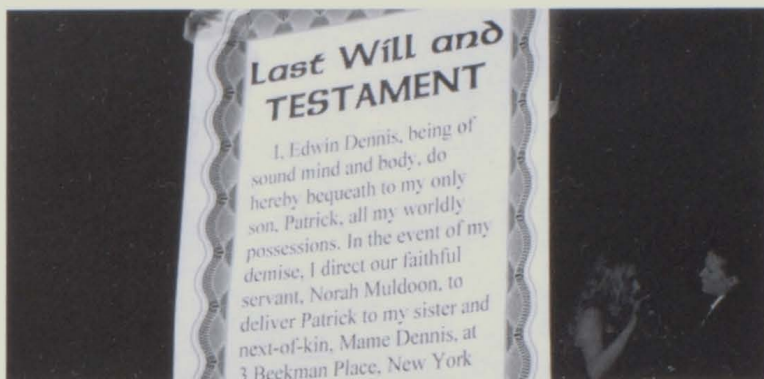 Last Will and
TESTAMENT
I, Edwin Dennis, being of
sound mind and body, do
hereby bequeath to my only
son, Patrick, all my worldly
possessions. In the event of my
demise, I direct our faithful
servant, Norah Muldoon, to
deliver Patrick to my sister and
next-of-kin, Mame Dennis, at
3 Beekman Place, New York